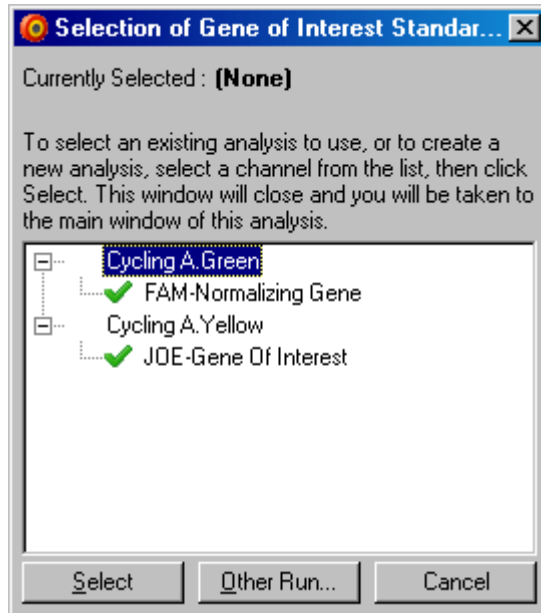 Selection of Gene of Interest Standar...
Currently Selected : (None)
To select an existing analysis to use, or to create a
new analysis, select a channel from the list, then click
Select. This window will close and you will be taken to
the main window of this analysis.
Cycling A.Green
FAM-Normalizing Gene
Cycling A.Yellow
JOE-Gene Of Interest
Select Other Run... Cancel